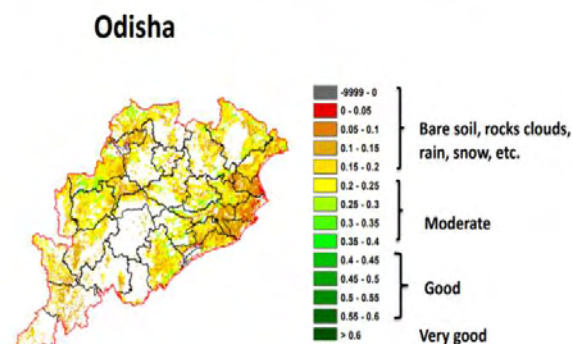 Odisha
-9999 - 0
0 - 0.05
0.05 - 0.1
0.1 - 0.15
0.15 - 0.2
0.2 - 0.25
0.25 - 0.3
0.3 - 0.35
0.35 - 0.4
0.4 - 0.45
0.45 - 0.5
0.5 - 0.55
0.55 - 0.6
> 0.6
Bare soil, rocks clouds,
rain, snow, etc.
Moderate
Good
Very good